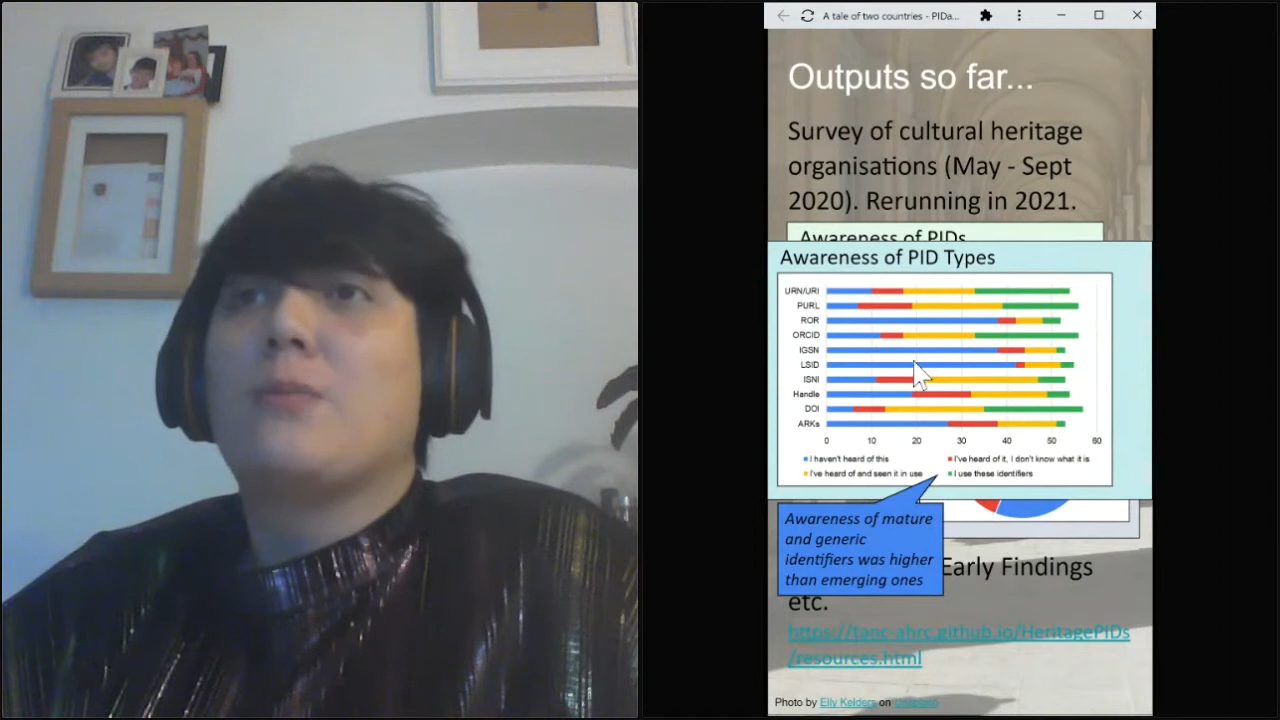 A tale of two countries - PIDa...
Outputs so far...
Survey of cultural heritage
organisations (May - Sept
2020). Rerunning in 2021.
Awareness of PIDs
Awareness of PID Types
URN/URI
PURL
ROR
ORCID
IGSN
LSID
ISNI
Handle
DOI
ARKs
0 10 20 30 40 50 60
I haven't heard of this
I've heard of it, I don't know what it is
I've heard of and seen it in use
I use these identifiers
Awareness of mature
and generic
identifiers was higher
than emerging ones
Early Findings
etc.
https://tanc-ahrc.github.io/HeritagePIDs
/resources.html
Photo by Elly Kelders on Unsplash